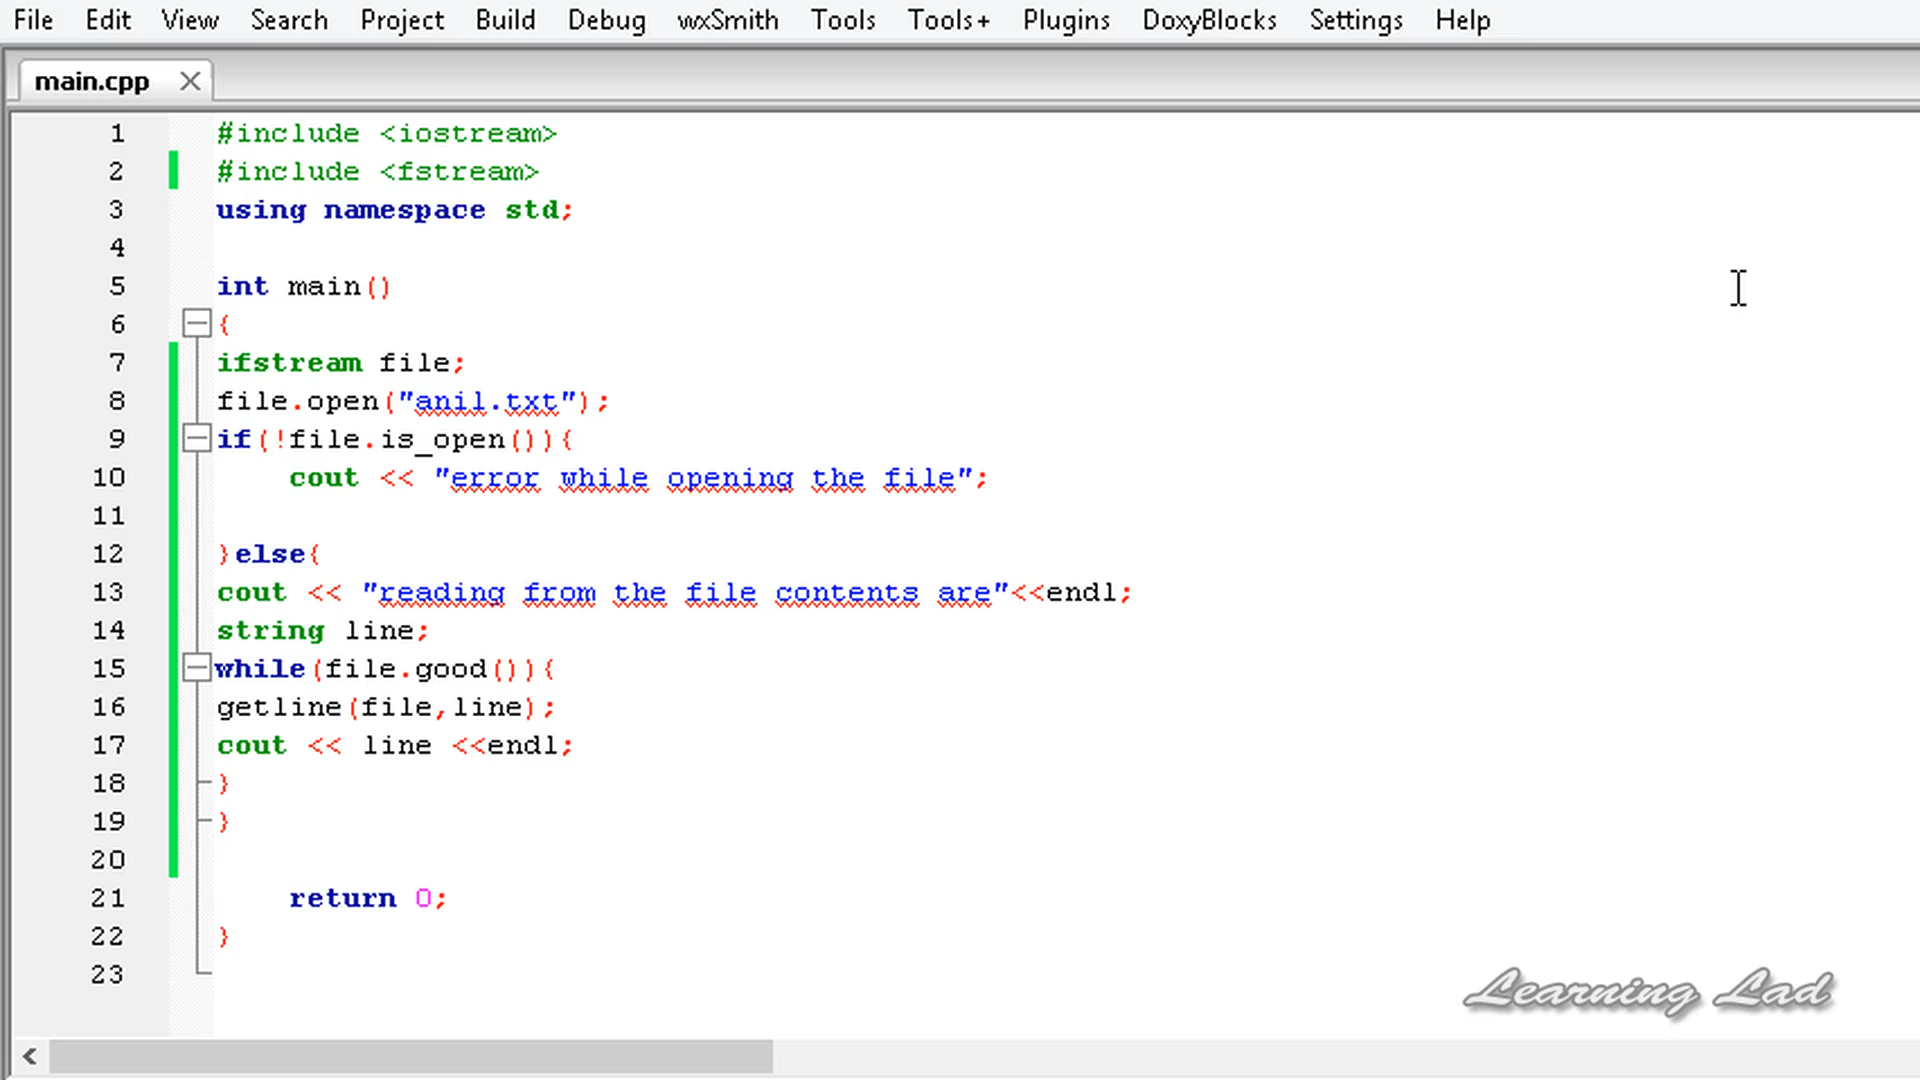 File Edit View Search Project Build Debug wxSmith Tools Tools+ Plugins DoxyBlocks Settings Help
main.cpp
1 #include <iostream>
2 #include <fstream>
3 using namespace std;
4
5 int main()
6 {
7 ifstream file;
8 file.open("anil.txt");
9 if(!file.is_open()){
10     cout << "error while opening the file";
11
12 }else{
13 cout << "reading from the file contents are"<<endl;
14 string line;
15 while(file.good()){
16 getline(file,line);
17 cout << line <<endl;
18 }
19 }
20
21     return 0;
22 }
23
Learning Lad